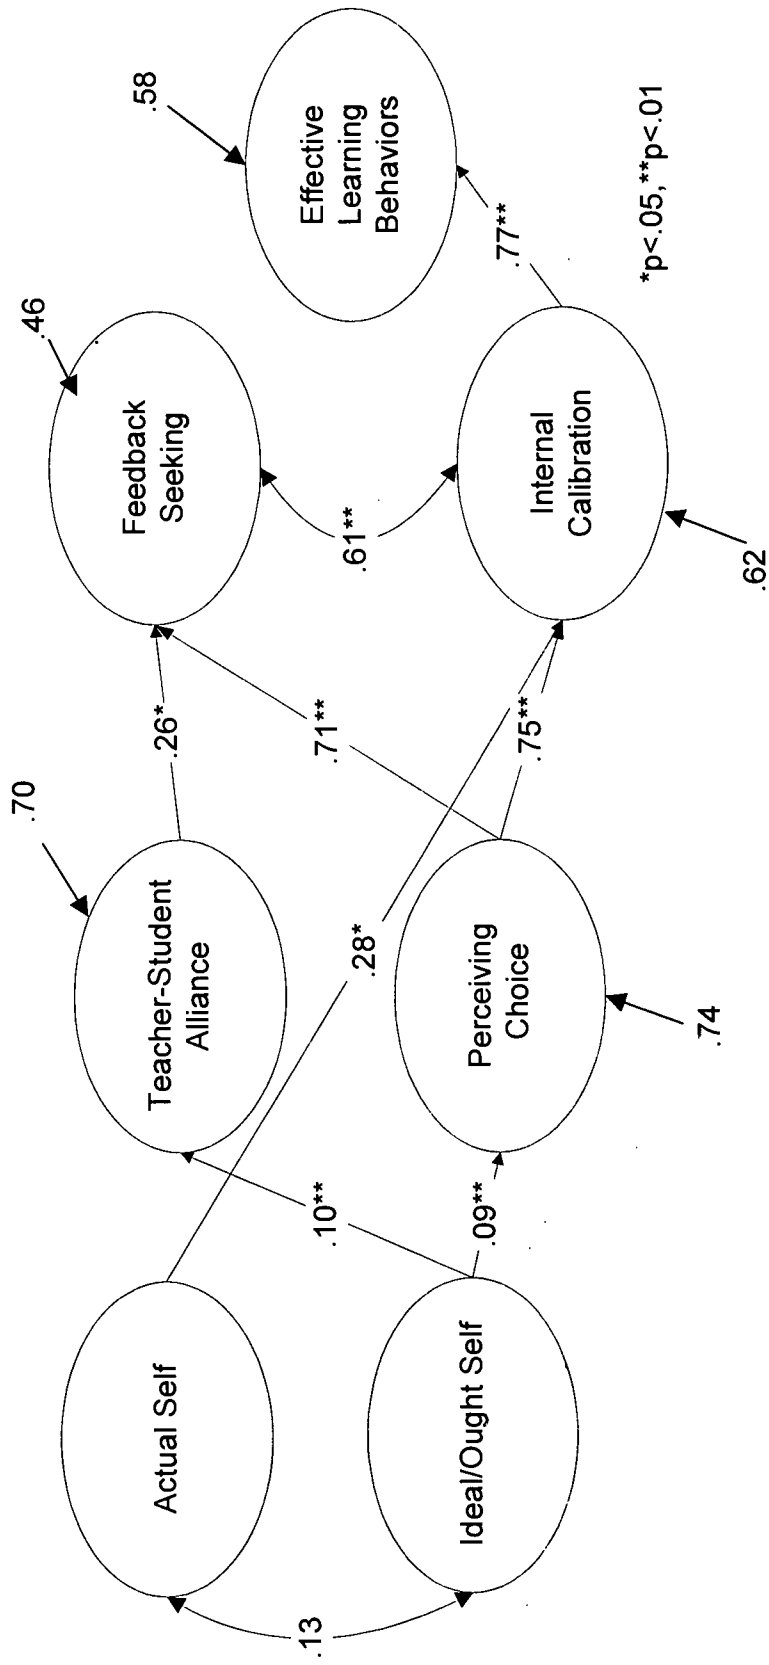 .70
.46
.58
Actual Self
Teacher-Student
Alliance
Feedback
Seeking
Effective
Learning
Behaviors
.26*
.13
.10**
.28*
.71**
.61**
.77**
Ideal/Ought Self
.09**
Perceiving
Choice
.75**
Internal
Calibration
.74
.62
*p<.05, **p<.01